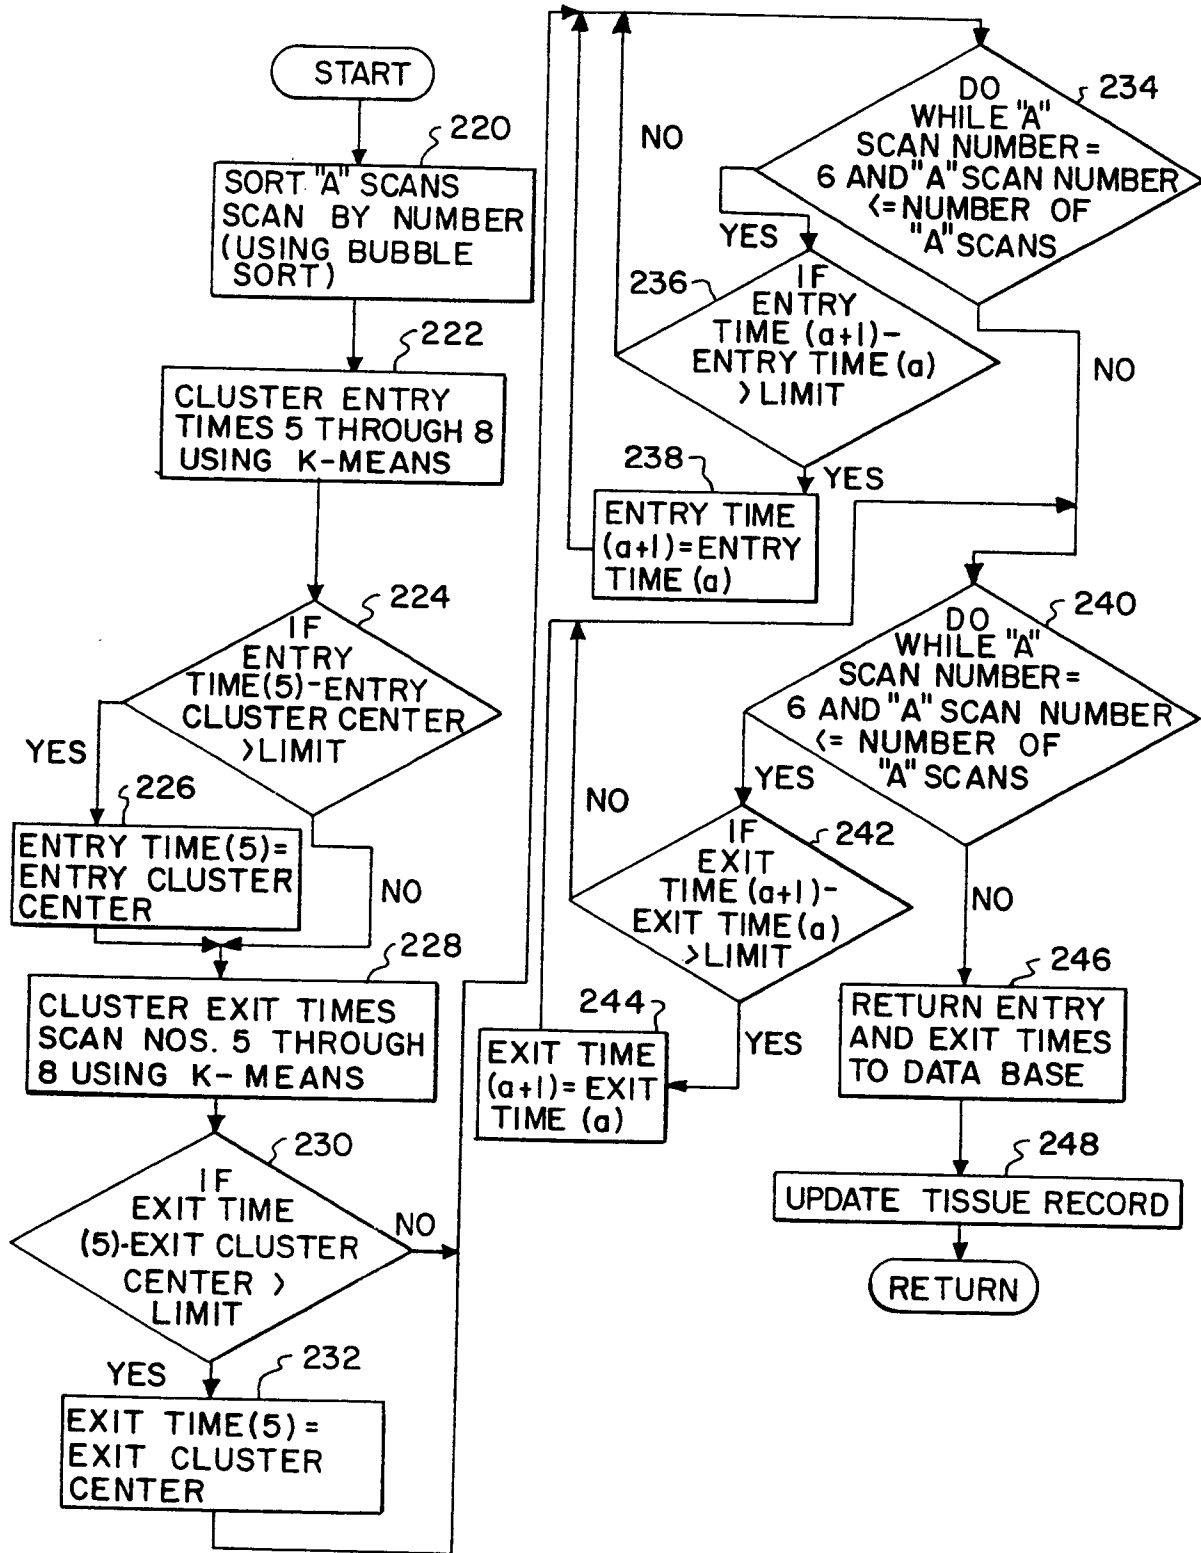 START
220
SORT "A" SCANS
SCAN BY NUMBER
(USING BUBBLE
SORT)
222
CLUSTER ENTRY
TIMES 5 THROUGH 8
USING K-MEANS
224
IF
ENTRY
TIME(5)-ENTRY
CLUSTER CENTER
>LIMIT
YES
226
ENTRY TIME(5)=
ENTRY CLUSTER
CENTER
NO
228
CLUSTER EXIT TIMES
SCAN NOS. 5 THROUGH
8 USING K-MEANS
230
IF
EXIT TIME
(5)-EXIT CLUSTER
CENTER >
LIMIT
NO
YES
232
EXIT TIME(5)=
EXIT CLUSTER
CENTER
234
DO
WHILE "A"
SCAN NUMBER=
6 AND "A" SCAN NUMBER
<=NUMBER OF
"A" SCANS
NO
YES
236
IF
ENTRY
TIME (a+1)-
ENTRY TIME (a)
>LIMIT
NO
238
YES
ENTRY TIME
(a+1)=ENTRY
TIME (a)
240
DO
WHILE "A"
SCAN NUMBER=
6 AND "A" SCAN NUMBER
<= NUMBER OF
"A" SCANS
YES
NO
242
IF
EXIT
TIME (a+1)-
EXIT TIME (a)
>LIMIT
NO
244
YES
EXIT TIME
(a+1)= EXIT
TIME (a)
246
RETURN ENTRY
AND EXIT TIMES
TO DATA BASE
248
UPDATE TISSUE RECORD
RETURN